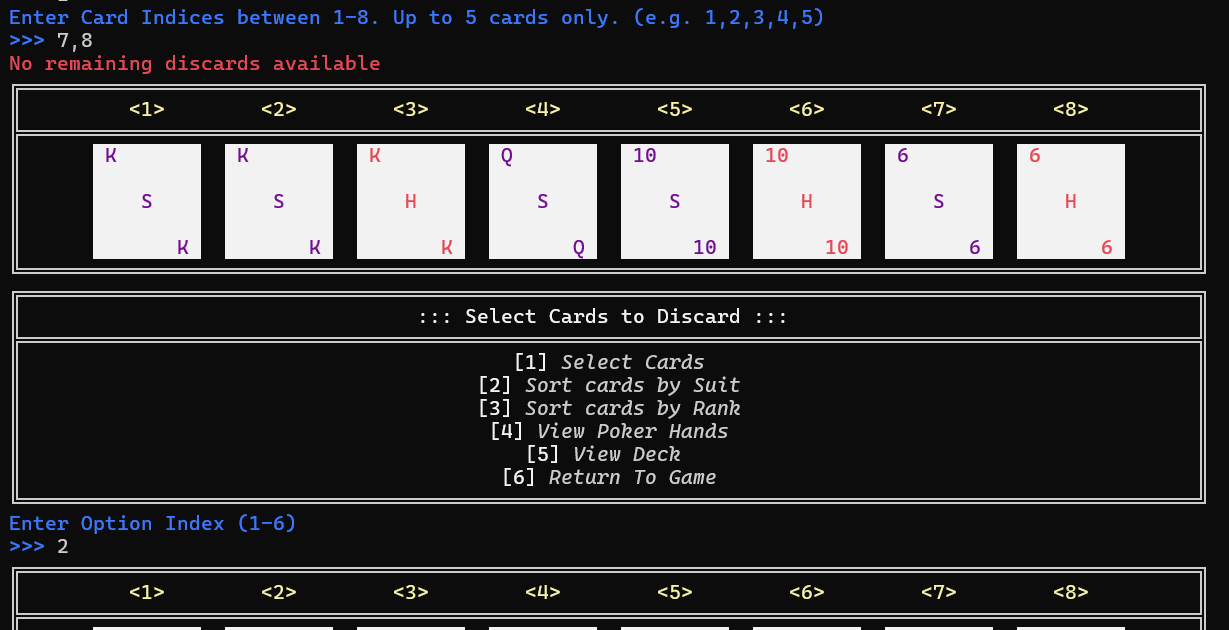 Enter Card Indices between 1-8. Up to 5 cards only. (e.g. 1,2,3,4,5)
>>> 7,8
No remaining discards available
<1> <2> <3> <4> <5> <6> <7> <8>
K K K Q 10 10 6 6
S S H S S H S H
K K K Q 10 10 6 6
::: Select Cards to Discard :::
[1] Select Cards
[2] Sort cards by Suit
[3] Sort cards by Rank
[4] View Poker Hands
[5] View Deck
[6] Return To Game
Enter Option Index (1-6)
>>> 2
<1> <2> <3> <4> <5> <6> <7> <8>